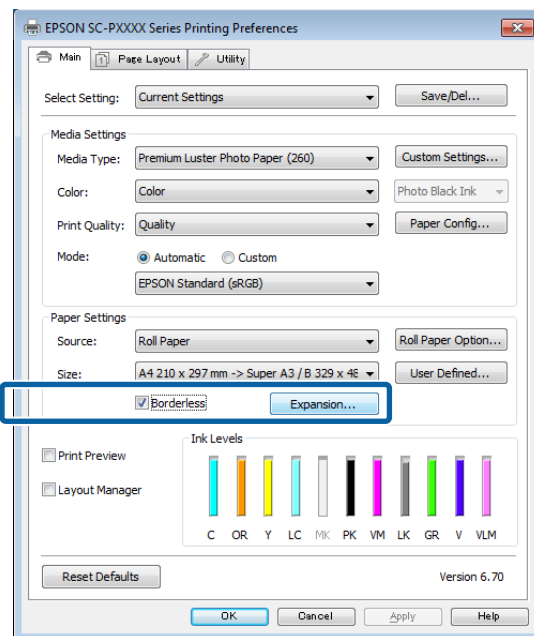 EPSON SC-PXXXX Series Printing Preferences
Main Page Layout Utility
Select Setting: Current Settings Save/Del...
Media Settings
Media Type: Premium Luster Photo Paper (260) Custom Settings...
Color: Color Photo Black Ink
Print Quality: Quality Paper Config...
Mode: Automatic Custom
EPSON Standard (sRGB)
Paper Settings
Source: Roll Paper Roll Paper Option...
Size: A4 210 x 297 mm -> Super A3 / B 329 x 48 User Defined...
Borderless Expansion...
Print Preview
Layout Manager
Ink Levels
C OR Y LC MK PK VM LK GR V VLM
Reset Defaults Version 6.70
OK Cancel Apply Help